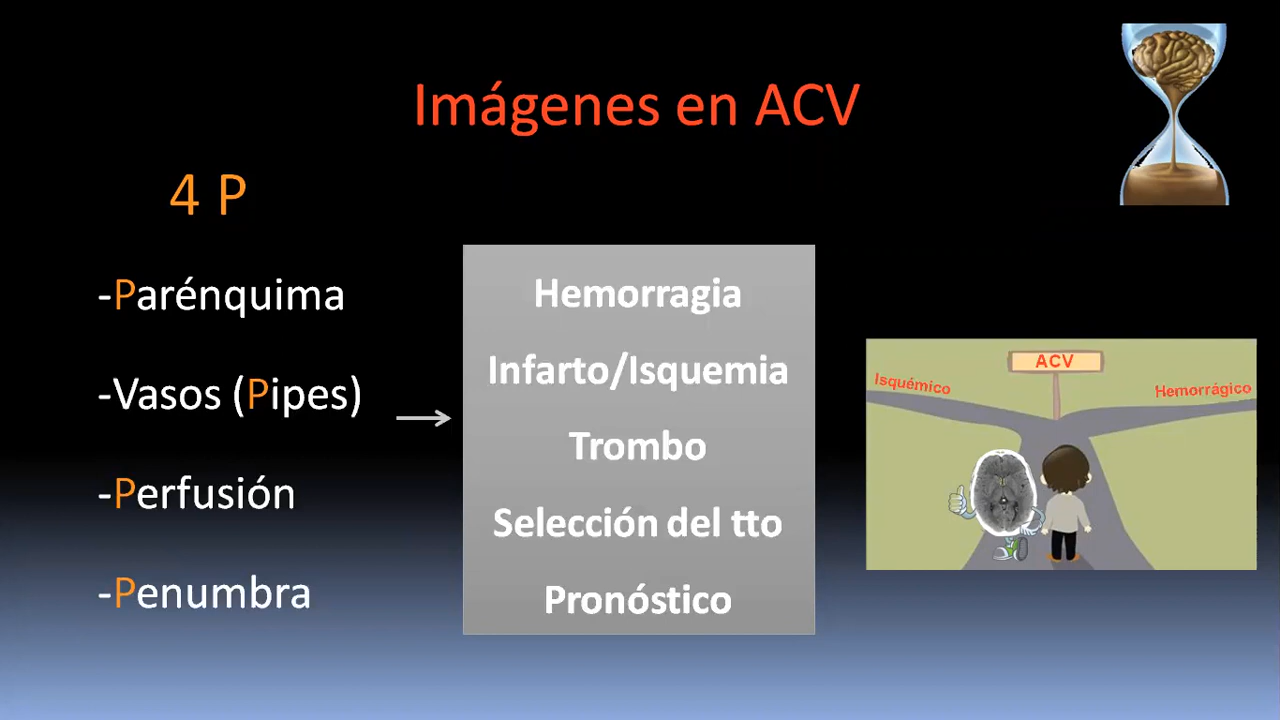 Imágenes en ACV
4 P
-Parénquima
-Vasos (Pipes)
-Perfusión
-Penumbra
Hemorragia
Infarto/Isquemia
Trombo
Selección del tto
Pronóstico
ACV
Isquémico
Hemorrágico